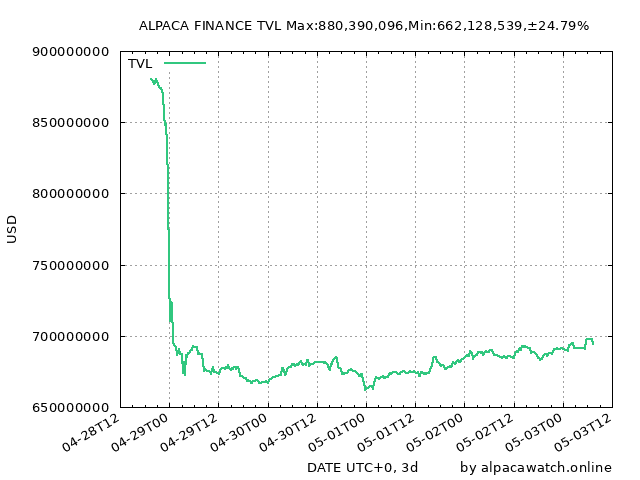 ALPACA FINANCE TVL Max:880,390,096,Min:662,128,539,±24.79%
900000000
TVL
850000000
800000000
USD
750000000
700000000
650000000
04-28T12
04-29T00
04-29T12
04-30T00
04-30T12
05-01T00
05-01T12
05-02T00
05-02T12
05-03T00
05-03T12
DATE UTC+0, 3d
by alpacawatch.online